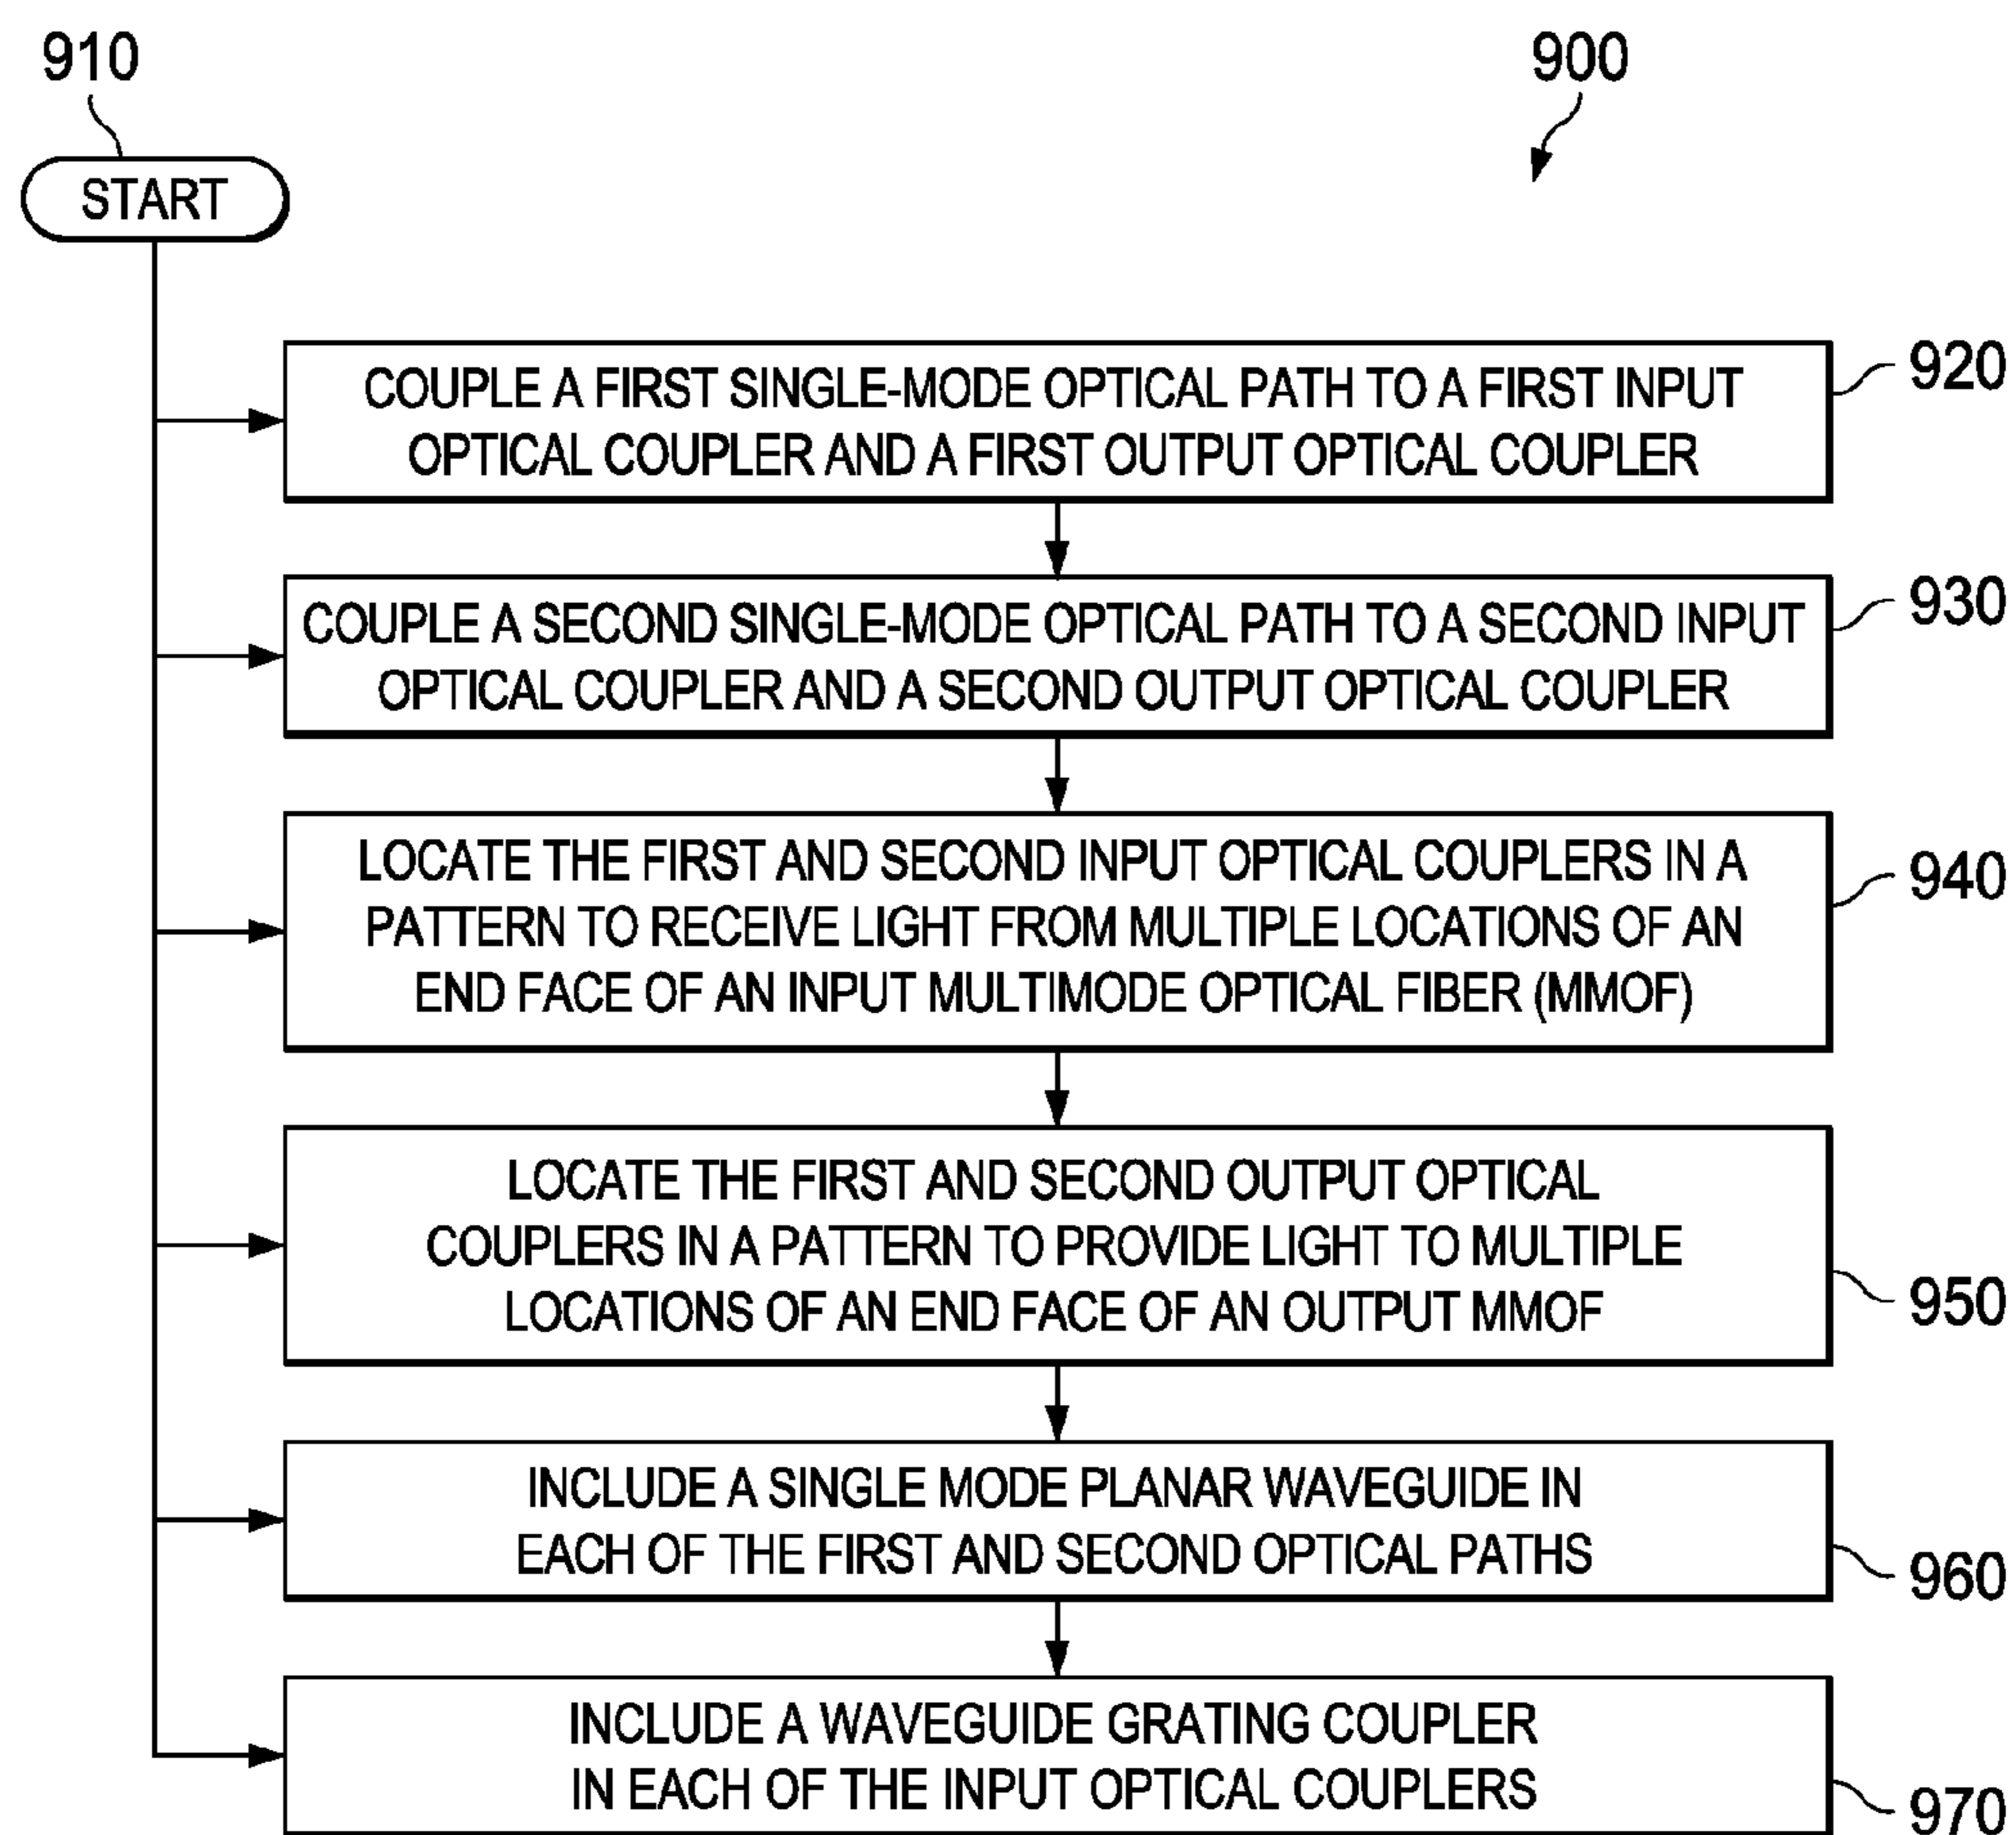 910
900
START
COUPLE A FIRST SINGLE-MODE OPTICAL PATH TO A FIRST INPUT
OPTICAL COUPLER AND A FIRST OUTPUT OPTICAL COUPLER
920
COUPLE A SECOND SINGLE-MODE OPTICAL PATH TO A SECOND INPUT
OPTICAL COUPLER AND A SECOND OUTPUT OPTICAL COUPLER
930
LOCATE THE FIRST AND SECOND INPUT OPTICAL COUPLERS IN A
PATTERN TO RECEIVE LIGHT FROM MULTIPLE LOCATIONS OF AN
END FACE OF AN INPUT MULTIMODE OPTICAL FIBER (MMOF)
940
LOCATE THE FIRST AND SECOND OUTPUT OPTICAL
COUPLERS IN A PATTERN TO PROVIDE LIGHT TO MULTIPLE
LOCATIONS OF AN END FACE OF AN OUTPUT MMOF
950
INCLUDE A SINGLE MODE PLANAR WAVEGUIDE IN
EACH OF THE FIRST AND SECOND OPTICAL PATHS
960
INCLUDE A WAVEGUIDE GRATING COUPLER
IN EACH OF THE INPUT OPTICAL COUPLERS
970